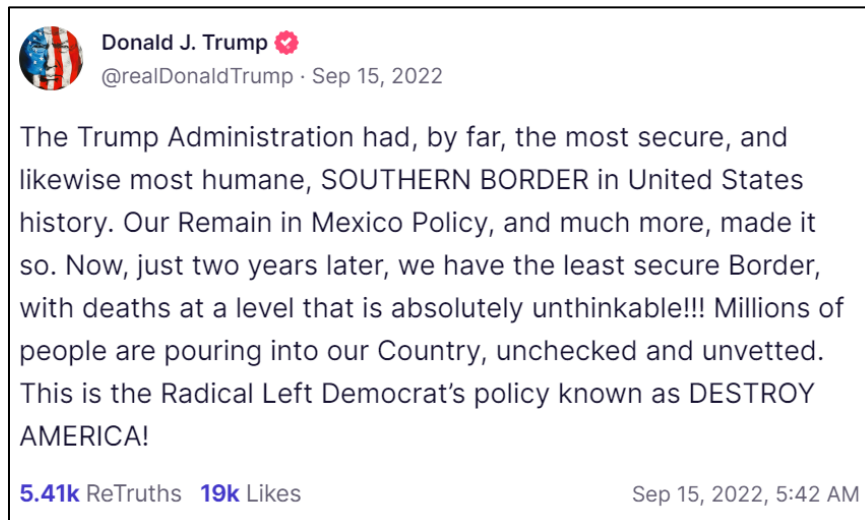 Donald J. Trump
@realDonaldTrump · Sep 15, 2022
The Trump Administration had, by far, the most secure, and
likewise most humane, SOUTHERN BORDER in United States
history. Our Remain in Mexico Policy, and much more, made it
so. Now, just two years later, we have the least secure Border,
with deaths at a level that is absolutely unthinkable!!! Millions of
people are pouring into our Country, unchecked and unvetted.
This is the Radical Left Democrat’s policy known as DESTROY
AMERICA!
5.41k ReTruths 19k Likes Sep 15, 2022, 5:42 AM